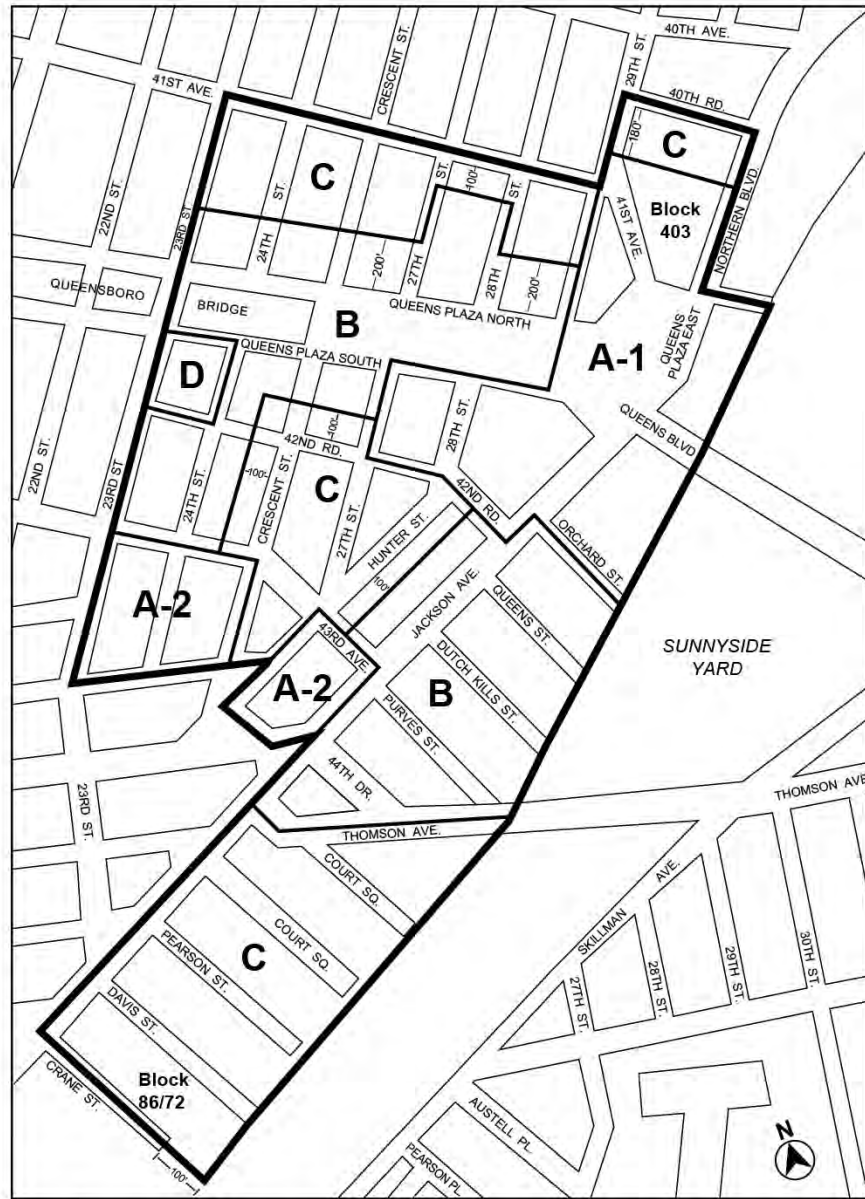 40TH AVE.
29TH ST.
CRESCENT ST.
41ST AVE.
40TH RD.
180'
C
C
100'
22ND ST.
23RD ST.
24TH
ST.
ST.
ST.
41ST AVE.
Block
403
NORTHERN BLVD.
200'
27TH
28TH
200'
QUEENSBORO
BRIDGE
QUEENS PLAZA NORTH
B
QUEENS PLAZA EAST
A-1
QUEENS PLAZA SOUTH
D
QUEENS BLVD
28TH ST.
100'
42ND RD.
22ND ST.
23RD ST
24TH ST.
100'
CRESCENT ST.
C
27TH ST.
42ND RD.
HUNTER ST.
ORCHARD ST.
100'
A-2
JACKSON AVE.
QUEENS ST.
43RD AVE.
DUTCH KILLS ST.
SUNNYSIDE
YARD
A-2
B
PURVES ST.
44TH DR.
23RD ST.
THOMSON AVE.
THOMSON AVE.
COURT SQ.
SKILLMAN AVE.
COURT SQ.
C
PEARSON ST.
27TH ST.
28TH ST.
29TH ST.
30TH ST.
DAVIS ST.
Block
86/72
CRANE ST.
100'
AUSTELL PL.
PEARSON PL.
N